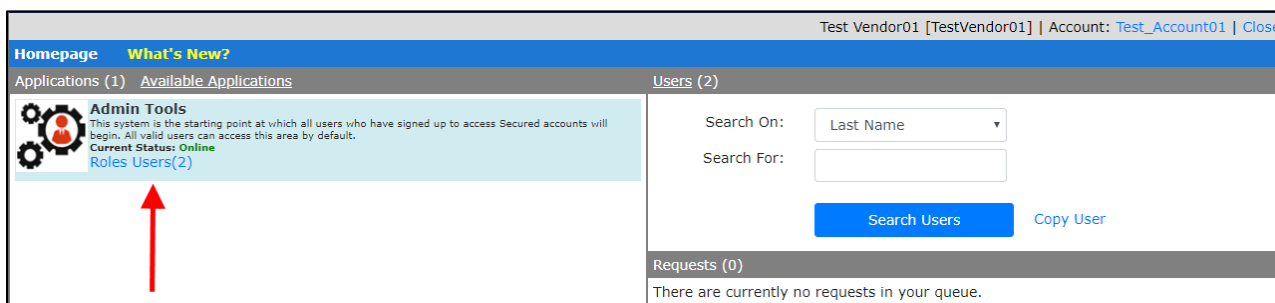 Test Vendor01 [TestVendor01] | Account: Test_Account01 | Close
Homepage What's New?
Applications (1) Available Applications
Admin Tools
This system is the starting point at which all users who have signed up to access Secured accounts will
begin. All valid users can access this area by default.
Current Status: Online
Roles Users(2)
Users (2)
Search On: Last Name
Search For:
Search Users Copy User
Requests (0)
There are currently no requests in your queue.